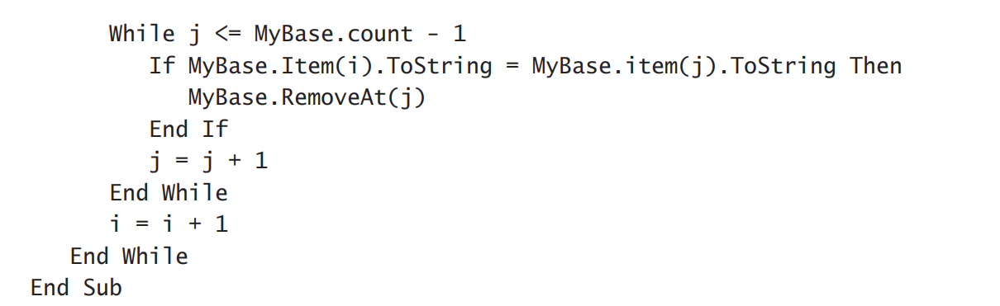 While j <= MyBase.count - 1
If MyBase.Item(i).ToString = MyBase.item(j).ToString Then
MyBase.RemoveAt(j)
End If
j = j + 1
End While
i = i + 1
End While
End Sub